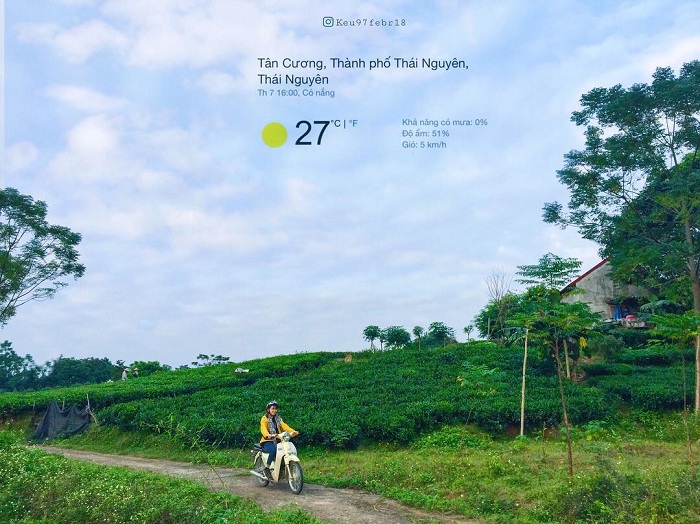 Keu97febr18
Tân Cương, Thành phố Thái Nguyên,
Thái Nguyên
Th 7 16:00, Có nắng
27 °C | °F
Khả năng có mưa: 0%
Độ ẩm: 51%
Gió: 5 km/h